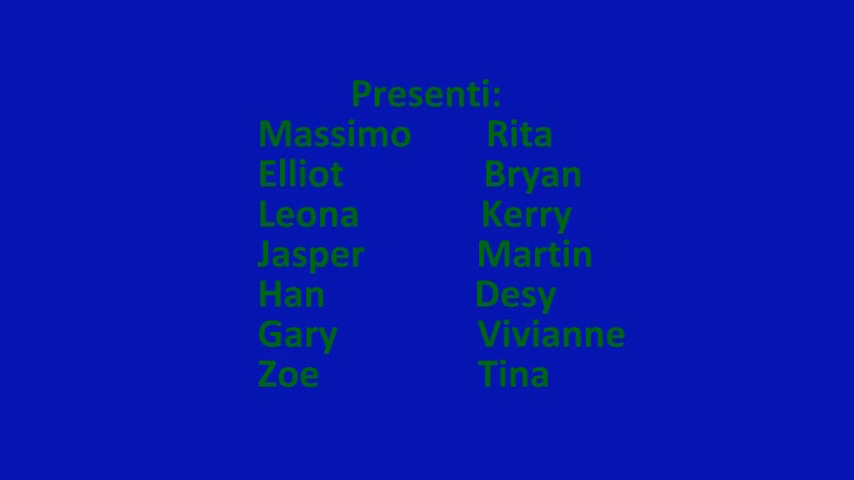 Presenti:
Massimo Rita
Elliot Bryan
Leona Kerry
Jasper Martin
Han Desy
Gary Vivianne
Zoe Tina